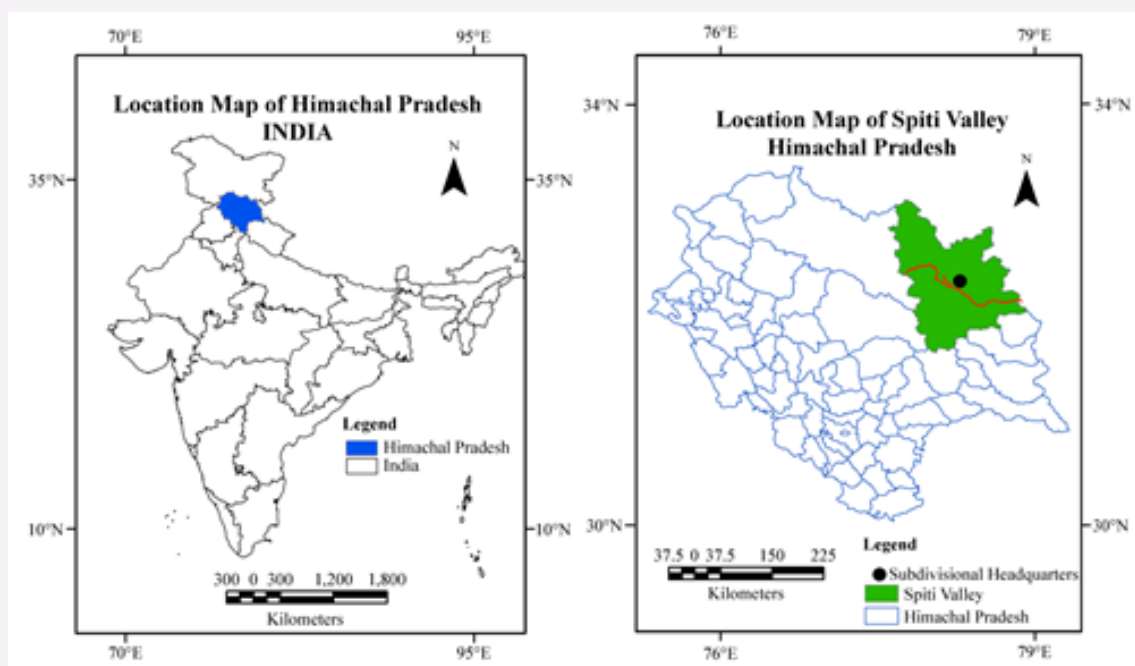 70°E 95°E
Location Map of Himachal Pradesh
INDIA
N
35°N 35°N
Legend
Himachal Pradesh
India
10°N 10°N
300 0 300 1,200 1,800
Kilometers
70°E 95°E
76°E 79°E
34°N 34°N
Location Map of Spiti Valley
Himachal Pradesh
N
30°N 30°N
Legend
37.5 0 37.5 150 225
Kilometers
Subdivisional Headquarters
Spiti Valley
Himachal Pradesh
76°E 79°E